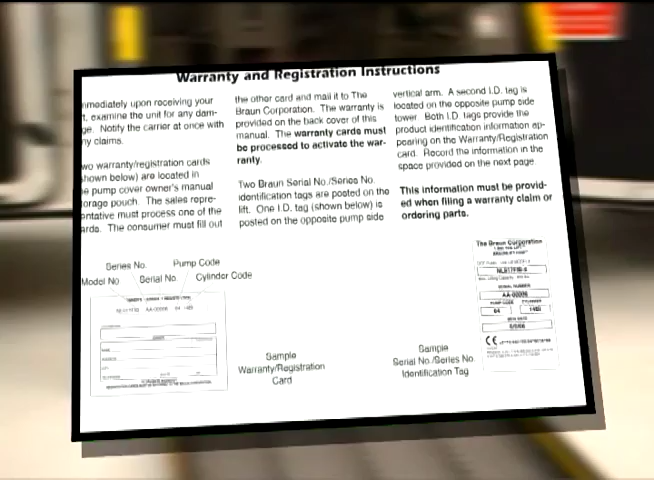 Warranty and Registration Instructions
nmediately upon receiving your
t, examine the unit for any dam-
ge. Notify the carrier at once with
ny claims.
wo warranty/registration cards
hown below) are located in
e pump cover owner's manual
orage pouch. The sales repre-
entative must process one of the
ards. The consumer must fill out
the other card and mail it to The
Braun Corporation. The warranty is
provided on the back cover of this
manual. The warranty cards must
be processed to activate the war-
ranty.
Two Braun Serial No./Series No.
identification tags are posted on the
lift. One I.D. tag (shown below) is
posted on the opposite pump side
vertical arm. A second I.D. tag is
located on the opposite pump side
tower. Both I.D. tags provide the
product identification information ap-
pearing on the Warranty/Registration
card. Record the information in the
space provided on the next page.
This information must be provid-
ed when filing a warranty claim or
ordering parts.
Series No.
Pump Code
Model No
Serial No.
Cylinder Code
Sample
Warranty/Registration
Card
Sample
Serial No./Series No.
Identification Tag
The Braun Corporation
SERIAL NUMBER
AA-00098